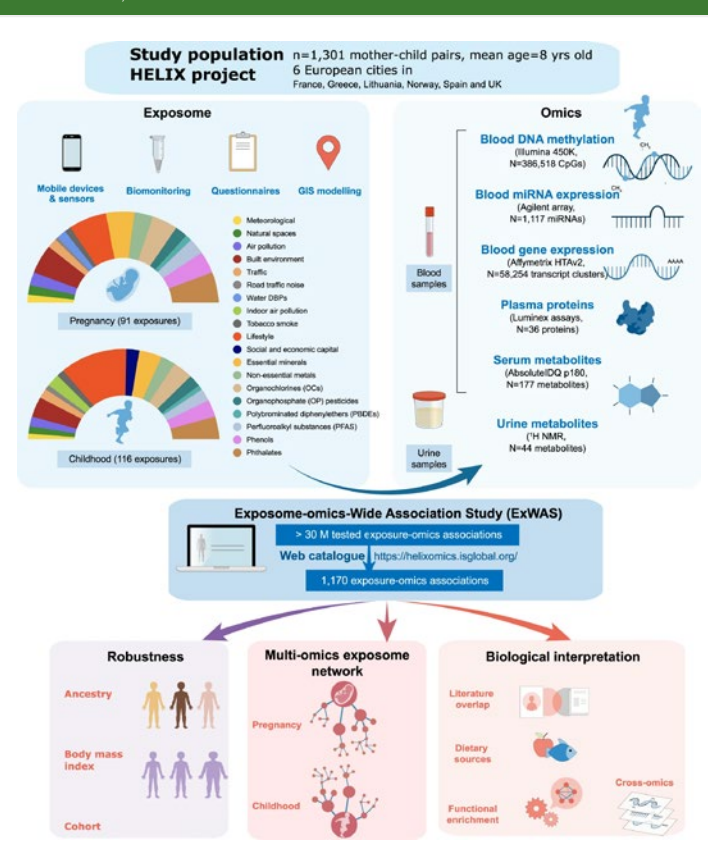 Study population n=1,301 mother-child pairs, mean age=8 yrs old
HELIX project 6 European cities in
France, Greece, Lithuania, Norway, Spain and UK
Exposome
Mobile devices
& sensors
Biomonitoring
Questionnaires
GIS modelling
Pregnancy (91 exposures)
Childhood (116 exposures)
Meteorological
Natural spaces
Air pollution
Built environment
Traffic
Road traffic noise
Water DBPs
Indoor air pollution
Tobacco smoke
Lifestyle
Social and economic capital
Essential minerals
Non-essential metals
Organochlorines (OCs)
Organophosphate (OP) pesticides
Polybrominated diphenylethers (PBDEs)
Perfluoroalkyl substances (PFAS)
Phenols
Phthalates
Omics
Blood
samples
Urine
samples
Blood DNA methylation
(Illumina 450K,
N=386,518 CpGs)
CH3
CH3
Blood miRNA expression
(Agilent array,
N=1,117 miRNAs)
Blood gene expression
(Affymetrix HTAv2,
N=58,254 transcript clusters)
AAAA
Plasma proteins
(Luminex assays,
N=36 proteins)
Serum metabolites
(AbsoluteIDQ p180,
N=177 metabolites)
Urine metabolites
(¹H NMR,
N=44 metabolites)
Exposome-omics-Wide Association Study (ExWAS)
> 30 M tested exposure-omics associations
Web catalogue https://helixomics.isglobal.org/
1,170 exposure-omics associations
Robustness
Ancestry
Body mass
index
Cohort
Multi-omics exposome
network
Pregnancy
Childhood
Biological interpretation
Literature
overlap
Dietary
sources
Functional
enrichment
Cross-omics